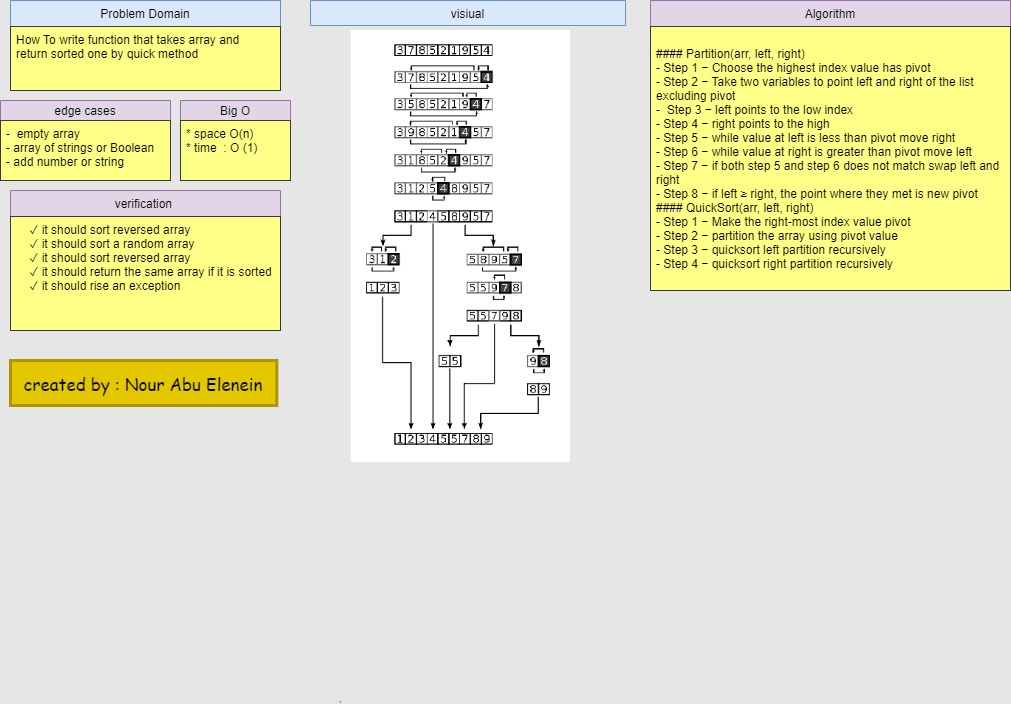 Problem Domain
How To write function that takes array and
return sorted one by quick method
edge cases
-  empty array
- array of strings or Boolean
- add number or string
Big O
* space O(n)
* time  : O (1)
verification
✓ it should sort reversed array
✓ it should sort a random array
✓ it should sort reversed array
✓ it should return the same array if it is sorted
✓ it should rise an exception
created by : Nour Abu Elenein
visiual
3 7 8 5 2 1 9 5 4
3 7 8 5 2 1 9 5 4
3 5 8 5 2 1 9 4 7
3 9 8 5 2 1 4 5 7
3 1 8 5 2 4 9 5 7
3 1 2 5 4 8 9 5 7
3 1 2 4 5 8 9 5 7
3 1 2
5 8 9 5 7
1 2 3
5 5 9 7 8
5 5 7 9 8
5 5
9 8
8 9
1 2 3 4 5 5 7 8 9
Algorithm
#### Partition(arr, left, right)
- Step 1 − Choose the highest index value has pivot
- Step 2 − Take two variables to point left and right of the list
excluding pivot
-  Step 3 − left points to the low index
- Step 4 − right points to the high
- Step 5 − while value at left is less than pivot move right
- Step 6 − while value at right is greater than pivot move left
- Step 7 − if both step 5 and step 6 does not match swap left and
right
- Step 8 − if left ≥ right, the point where they met is new pivot
#### QuickSort(arr, left, right)
- Step 1 − Make the right-most index value pivot
- Step 2 − partition the array using pivot value
- Step 3 − quicksort left partition recursively
- Step 4 − quicksort right partition recursively